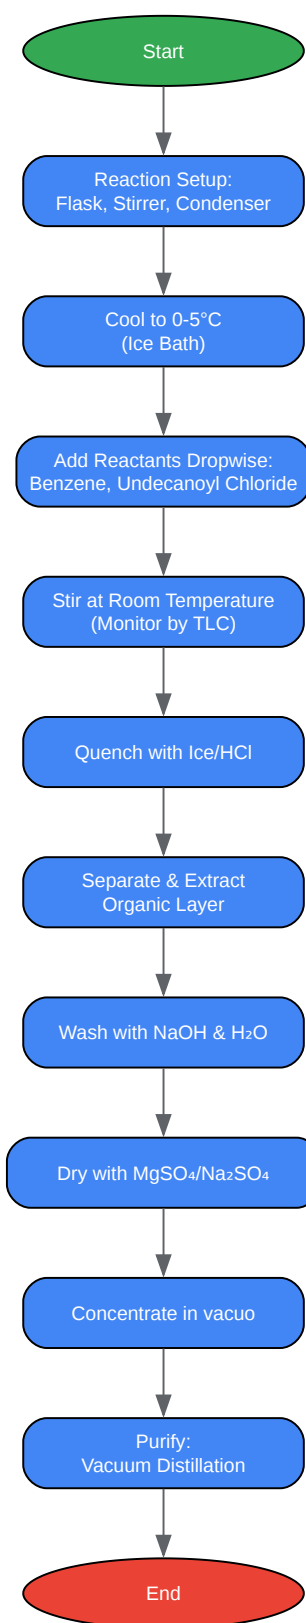 Start
Reaction Setup:
Flask, Stirrer, Condenser
Cool to 0-5°C
(Ice Bath)
Add Reactants Dropwise:
Benzene, Undecanoyl Chloride
Stir at Room Temperature
(Monitor by TLC)
Quench with Ice/HCl
Separate & Extract
Organic Layer
Wash with NaOH & H₂O
Dry with MgSO₄/Na₂SO₄
Concentrate in vacuo
Purify:
Vacuum Distillation
End